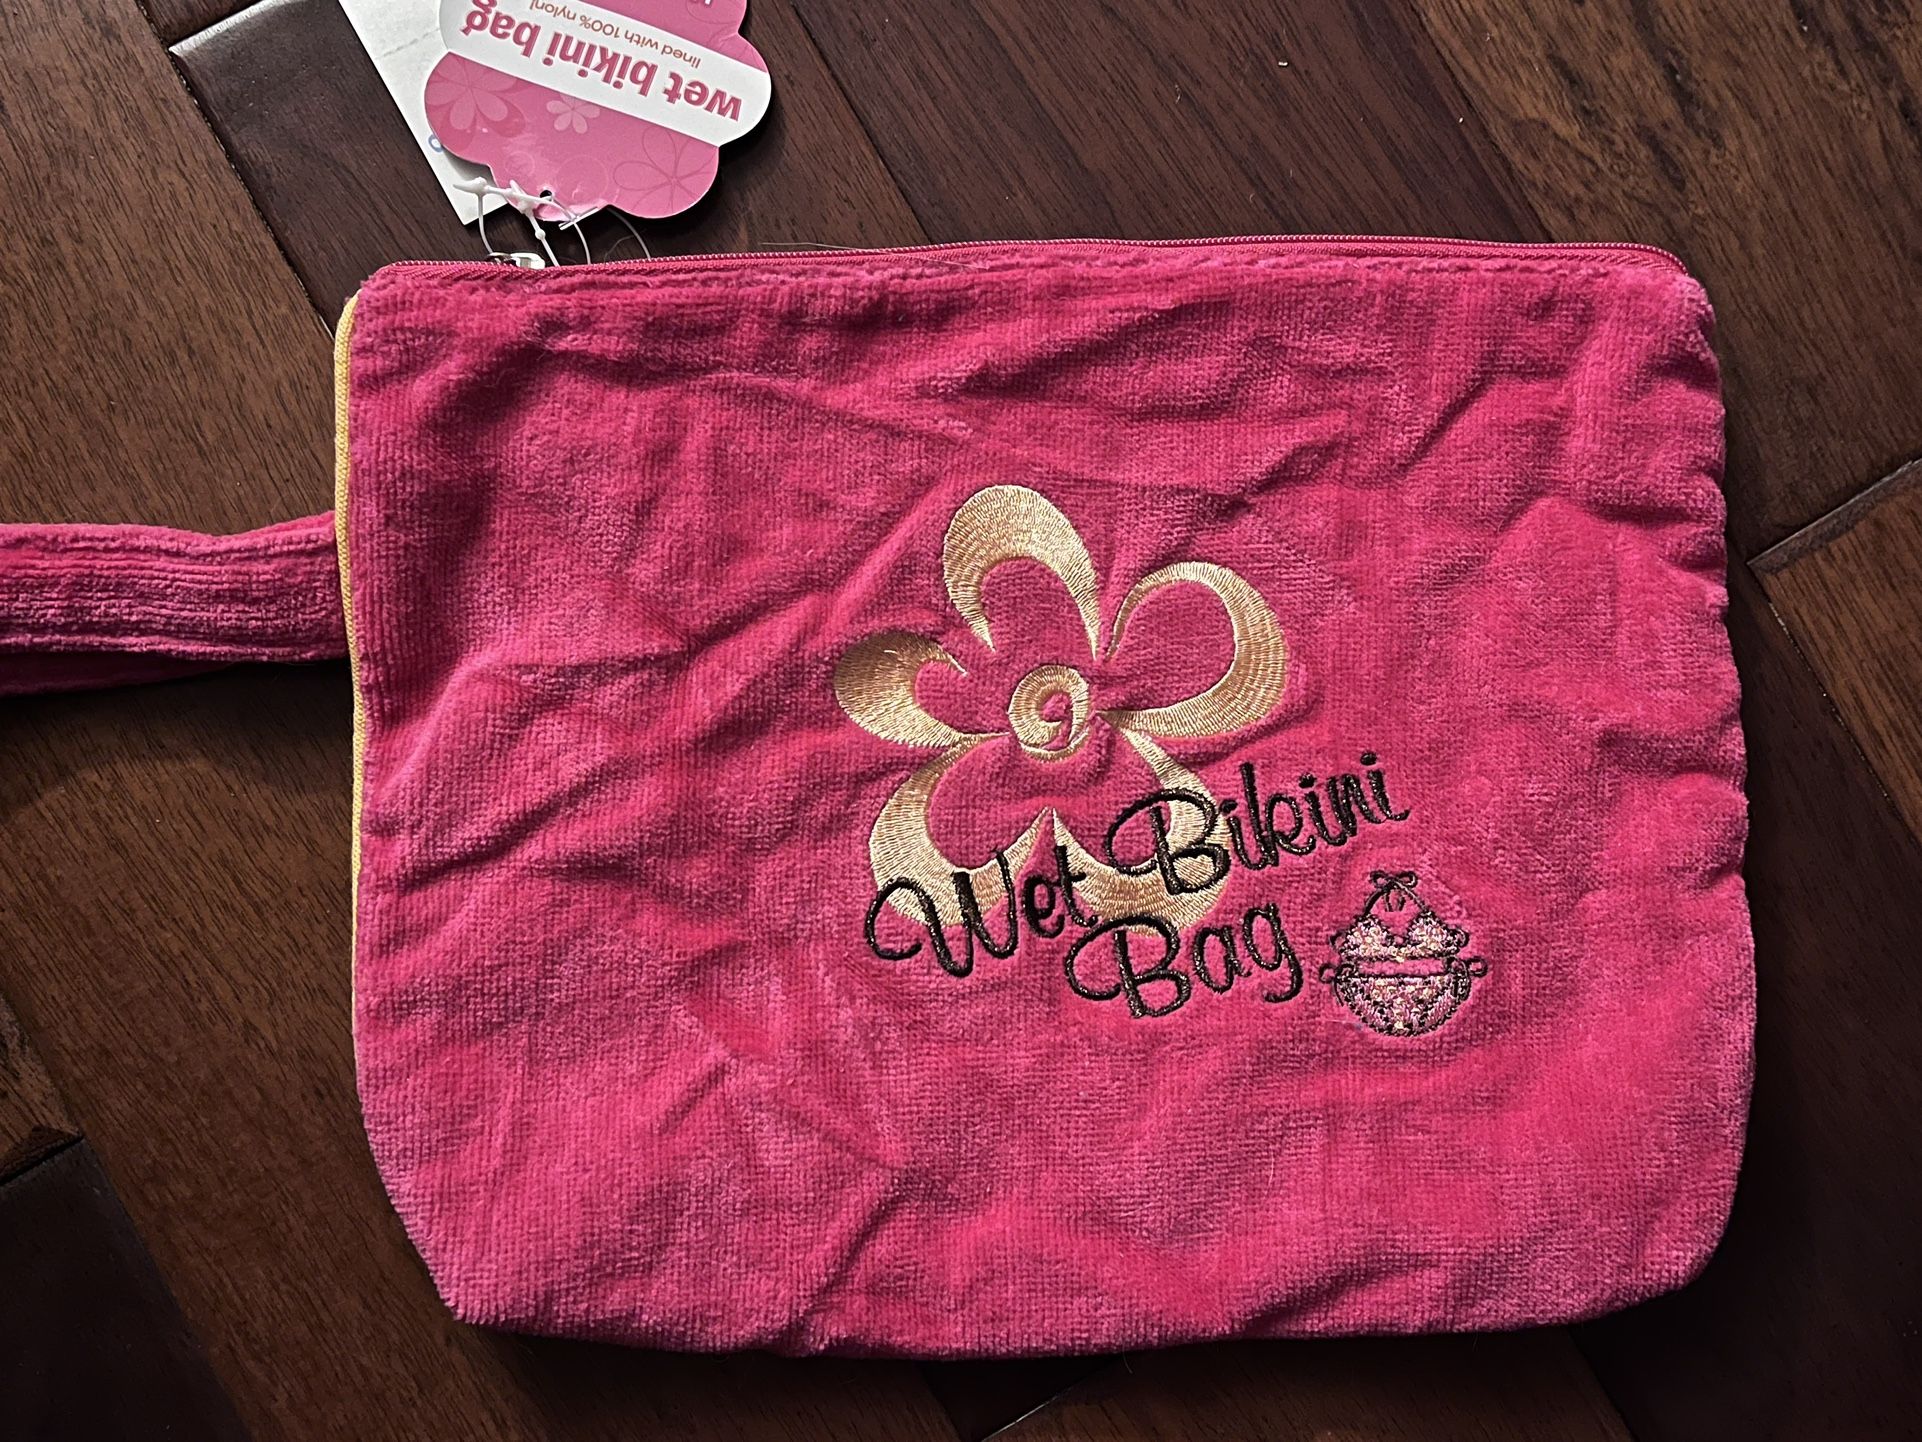 wet bikini bag
lined with 100% nylon!
Wet Bikini
Bag